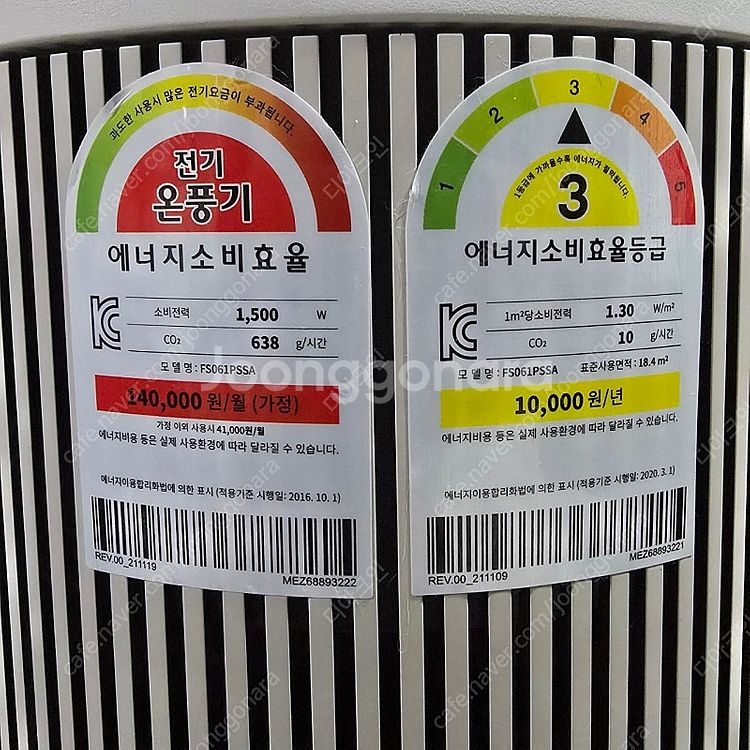 과도한 사용시 많은 전기요금이 부과됩니다.
전기
온풍기
에너지소비효율
소비전력 1,500 W
CO₂ 638 g/시간
모델명 : FS061PSSA
140,000 원/월 (가정)
가정 이외 사용시 41,000원/월
에너지비용 등은 실제 사용환경에 따라 달라질 수 있습니다.
에너지이용합리화법에 의한 표시 (적용기준 시행일: 2016. 10. 1)
REV.00_211119
MEZ68893222
1 2 3 4 5
1등급에 가까울수록 에너지가 절약됩니다.
3
에너지소비효율등급
1m²당소비전력 1.30 W/m²
CO₂ 10 g/시간
모델명 : FS061PSSA 표준사용면적 : 18.4 m²
10,000 원/년
에너지비용 등은 실제 사용환경에 따라 달라질 수 있습니다.
에너지이용합리화법에 의한 표시 (적용기준 시행일: 2020. 3. 1)
REV.00_211109
MEZ68893221
Joonggonara
cafe.naver.com/joonggonara